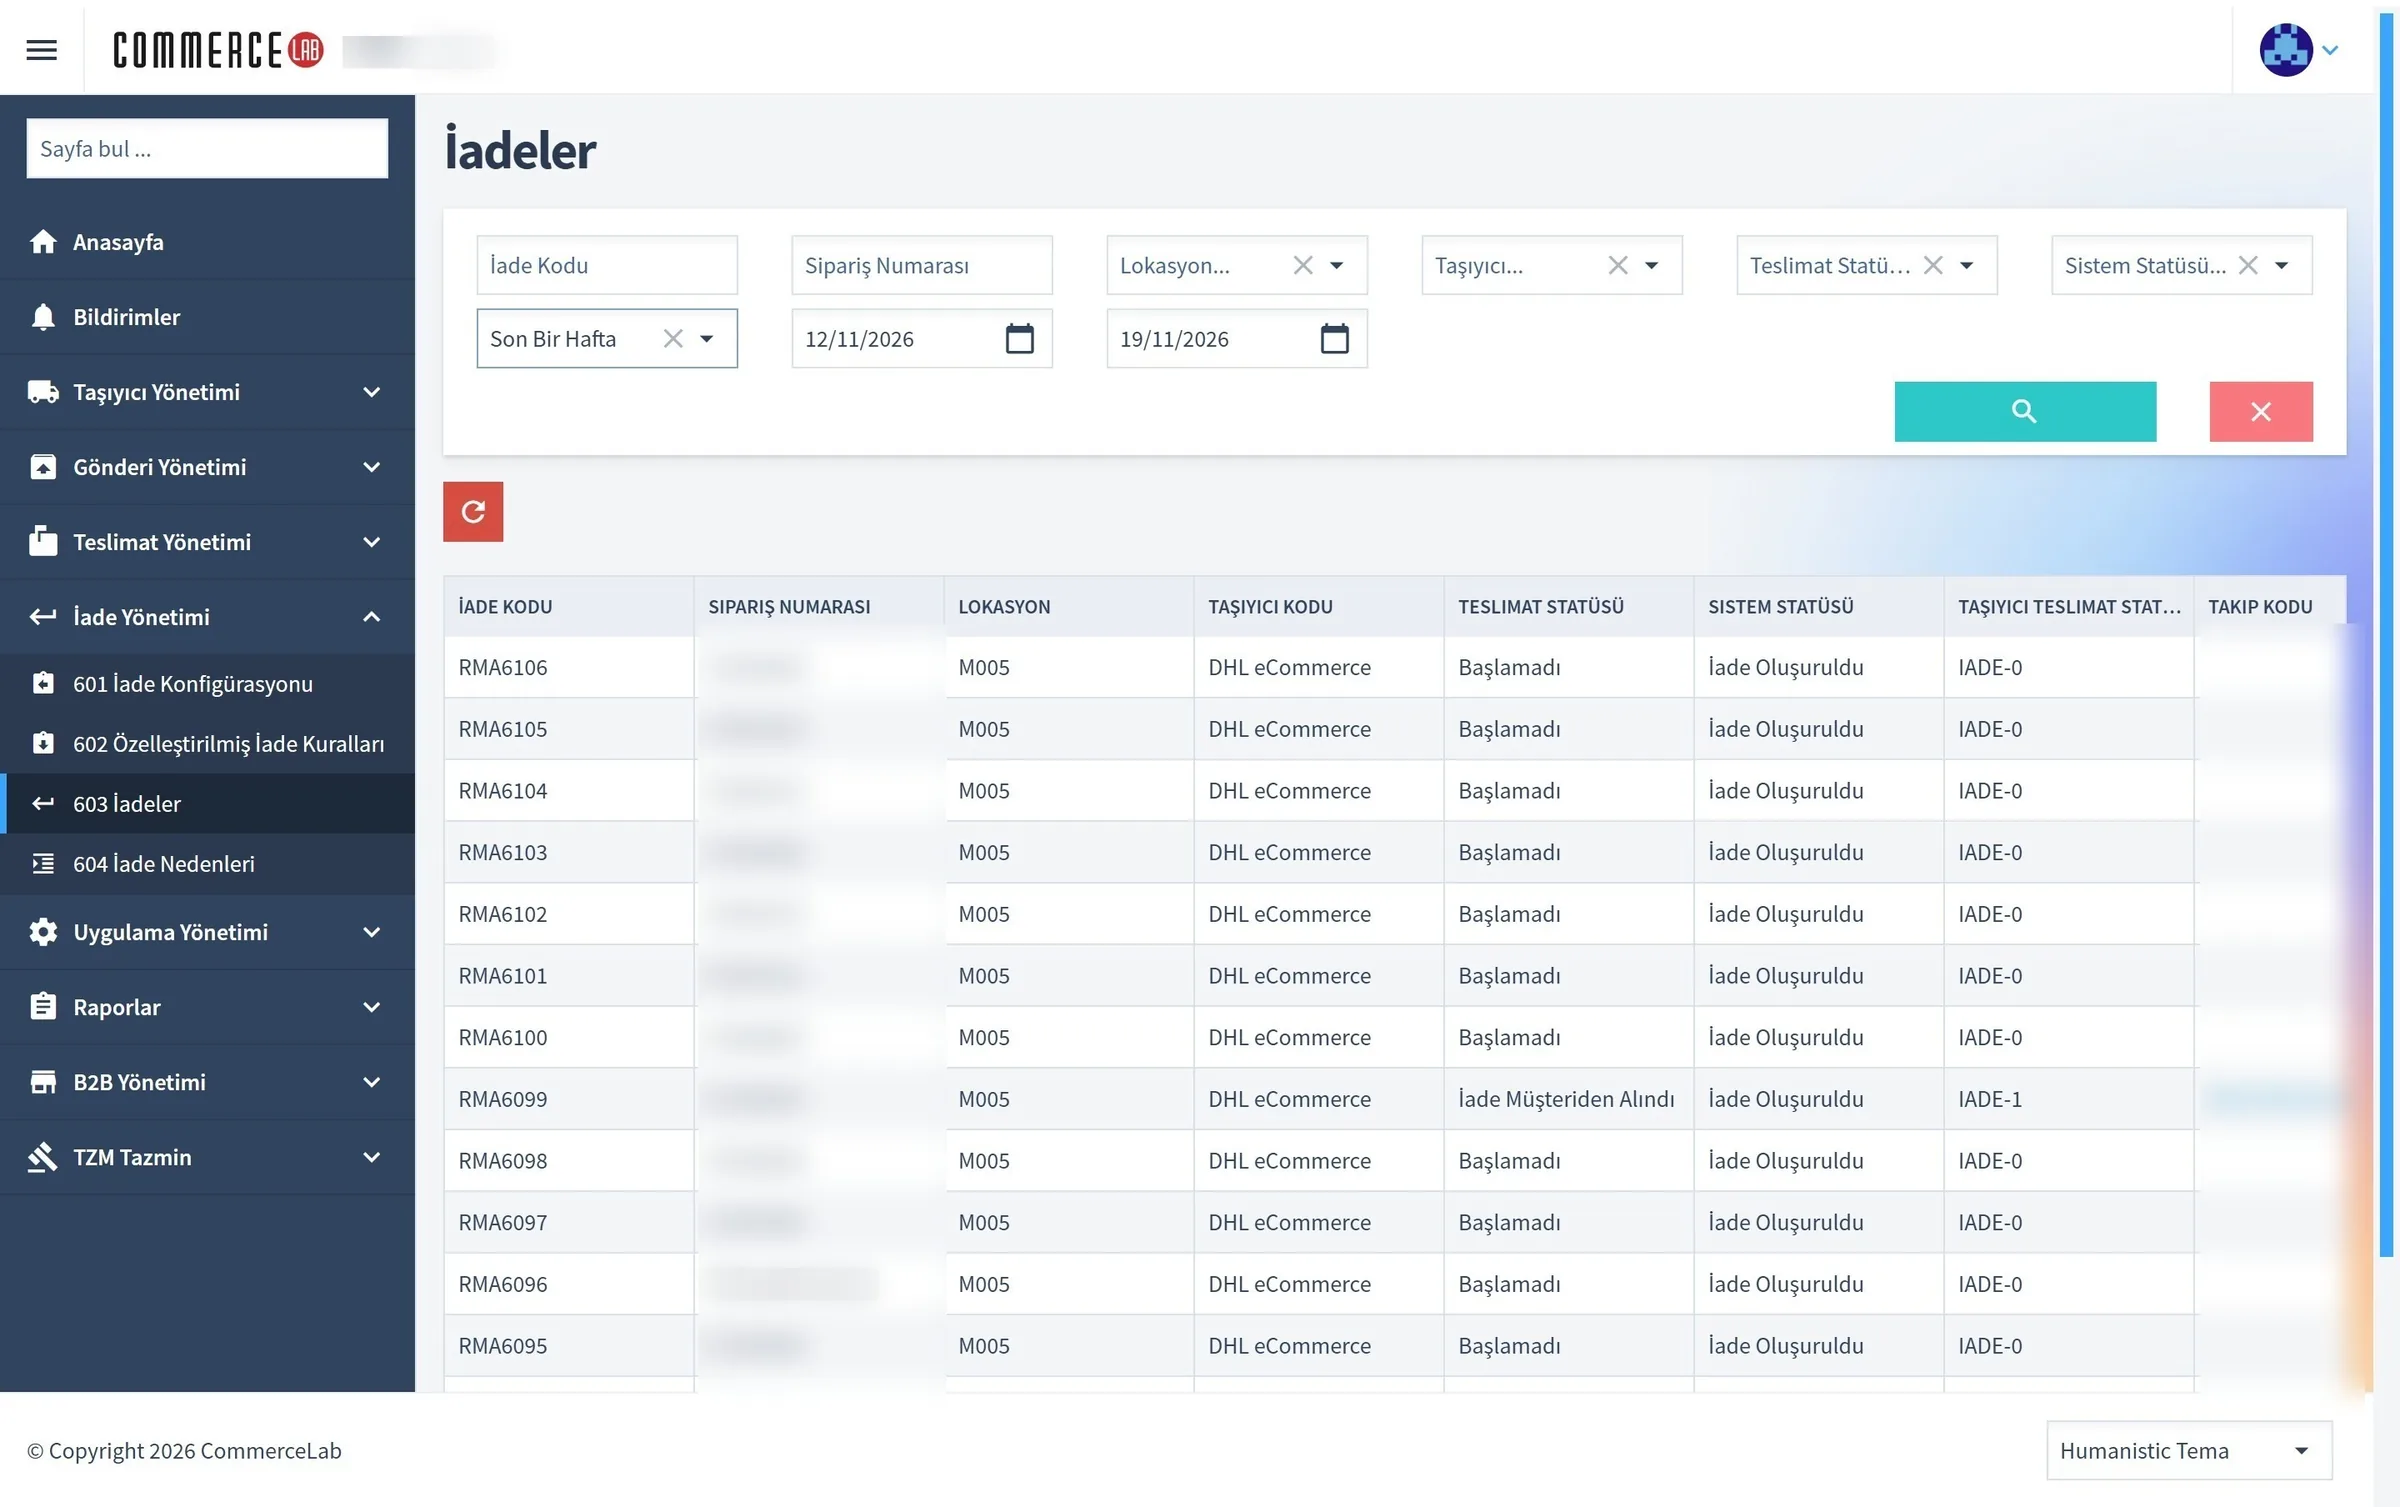 COMMERCE LAB
Sayfa bul ...
Anasayfa
Bildirimler
Taşıyıcı Yönetimi
Gönderi Yönetimi
Teslimat Yönetimi
İade Yönetimi
601 İade Konfigürasyonu
602 Özelleştirilmiş İade Kuralları
603 İadeler
604 İade Nedenleri
Uygulama Yönetimi
Raporlar
B2B Yönetimi
TZM Tazmin
İadeler
İade Kodu Sipariş Numarası Lokasyon... Taşıyıcı... Teslimat Statü... Sistem Statüsü...
Son Bir Hafta 12/11/2026 19/11/2026
İADE KODU SIPARIŞ NUMARASI LOKASYON TAŞIYICI KODU TESLIMAT STATÜSÜ SISTEM STATÜSÜ TAŞIYICI TESLIMAT STAT... TAKIP KODU
RMA6106 M005 DHL eCommerce Başlamadı İade Oluşuruldu IADE-0
RMA6105 M005 DHL eCommerce Başlamadı İade Oluşuruldu IADE-0
RMA6104 M005 DHL eCommerce Başlamadı İade Oluşuruldu IADE-0
RMA6103 M005 DHL eCommerce Başlamadı İade Oluşuruldu IADE-0
RMA6102 M005 DHL eCommerce Başlamadı İade Oluşuruldu IADE-0
RMA6101 M005 DHL eCommerce Başlamadı İade Oluşuruldu IADE-0
RMA6100 M005 DHL eCommerce Başlamadı İade Oluşuruldu IADE-0
RMA6099 M005 DHL eCommerce İade Müşteriden Alındı İade Oluşuruldu IADE-1
RMA6098 M005 DHL eCommerce Başlamadı İade Oluşuruldu IADE-0
RMA6097 M005 DHL eCommerce Başlamadı İade Oluşuruldu IADE-0
RMA6096 M005 DHL eCommerce Başlamadı İade Oluşuruldu IADE-0
RMA6095 M005 DHL eCommerce Başlamadı İade Oluşuruldu IADE-0
© Copyright 2026 CommerceLab
Humanistic Tema